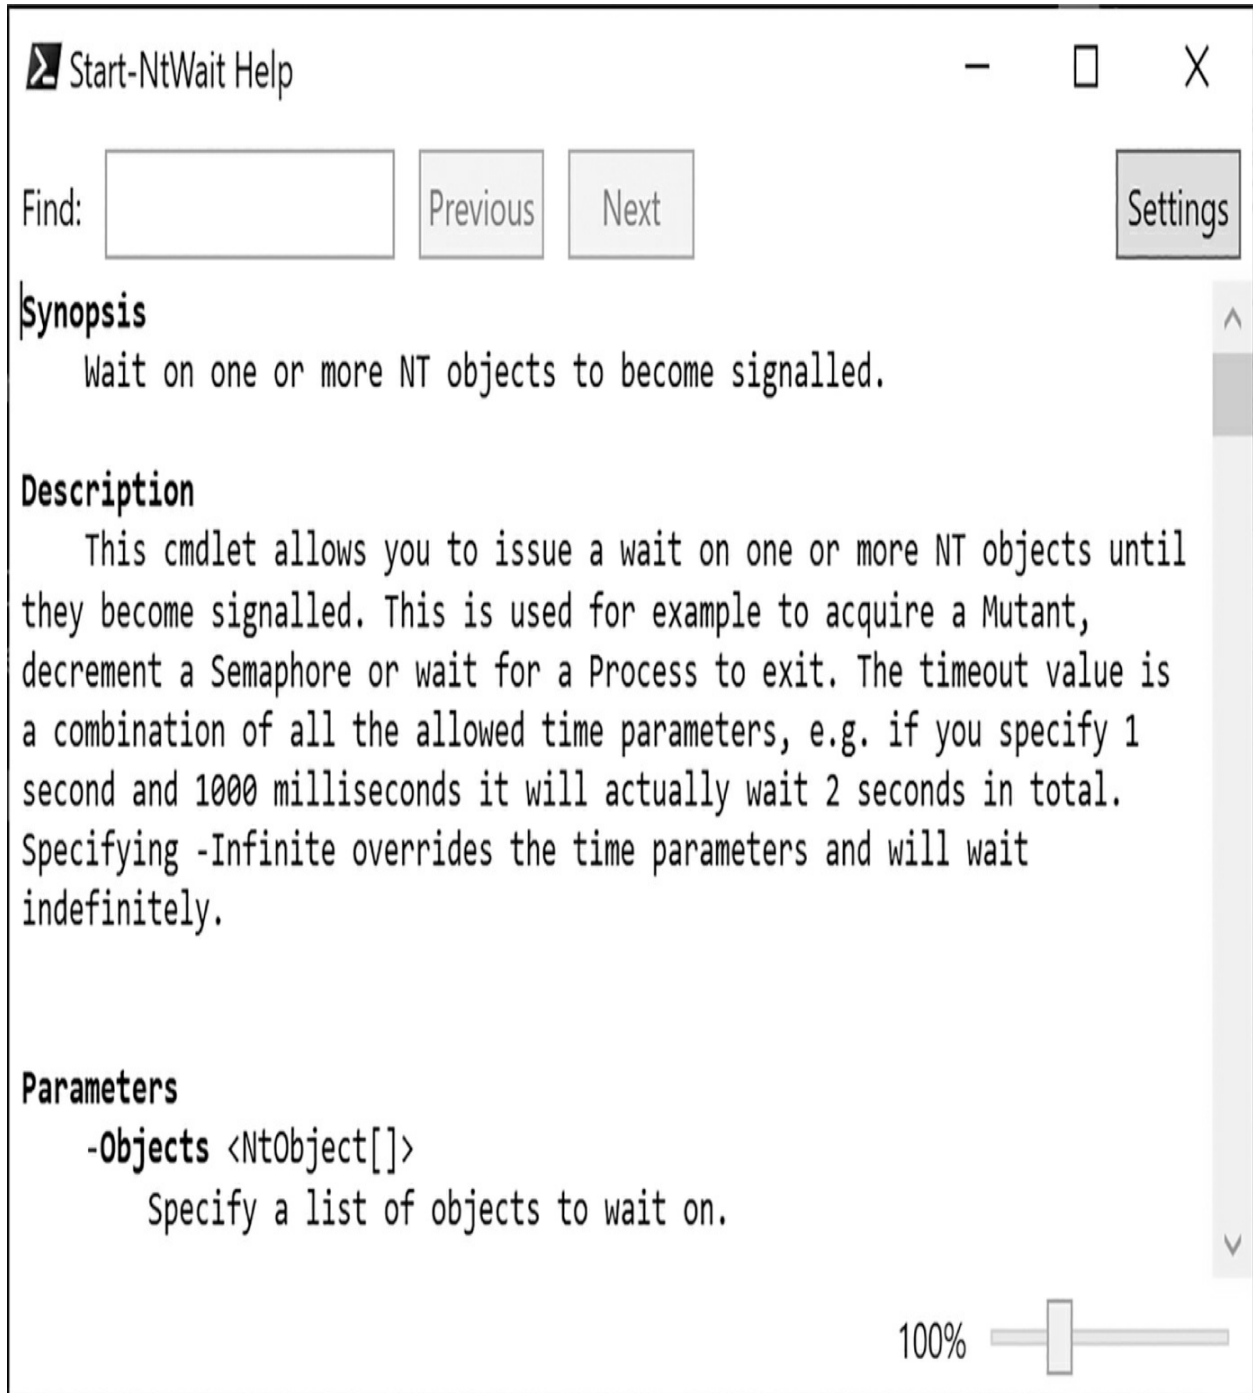 Start-NtWait Help
Find:
Previous
Next
Settings
Synopsis
Wait on one or more NT objects to become signalled.
Description
This cmdlet allows you to issue a wait on one or more NT objects until
they become signalled. This is used for example to acquire a Mutant,
decrement a Semaphore or wait for a Process to exit. The timeout value is
a combination of all the allowed time parameters, e.g. if you specify 1
second and 1000 milliseconds it will actually wait 2 seconds in total.
Specifying -Infinite overrides the time parameters and will wait
indefinitely.
Parameters
-Objects <NtObject[]>
Specify a list of objects to wait on.
100%